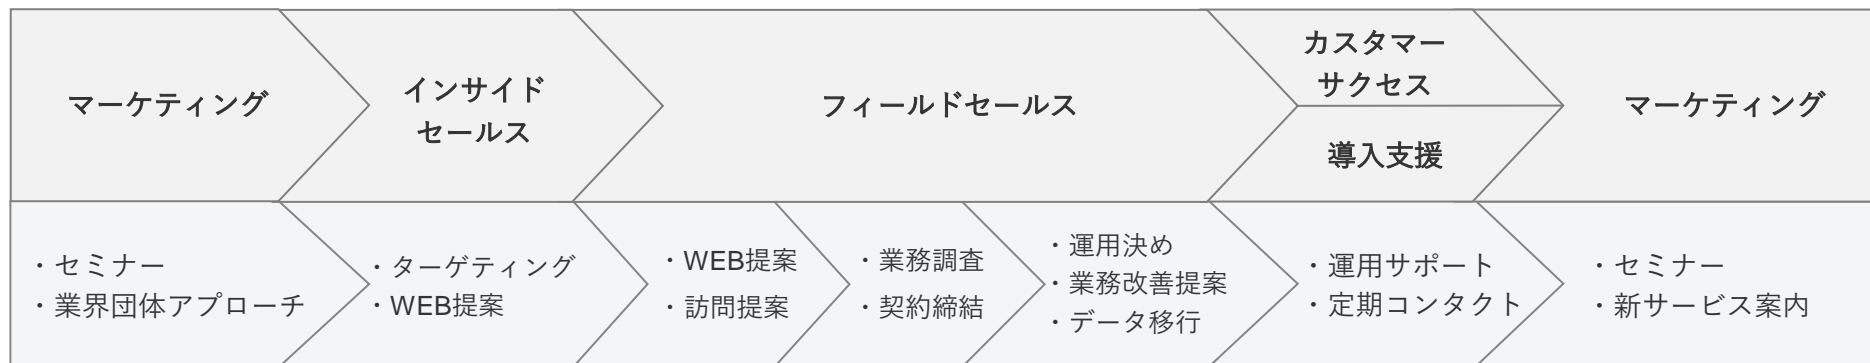 マーケティング
インサイド
セールス
フィールドセールス
カスタマー
サクセス
導入支援
マーケティング
・セミナー
・業界団体アプローチ
・ターゲティング
・WEB提案
・WEB提案
・訪問提案
・業務調査
・契約締結
・運用決め
・業務改善提案
・データ移行
・運用サポート
・定期コンタクト
・セミナー
・新サービス案内